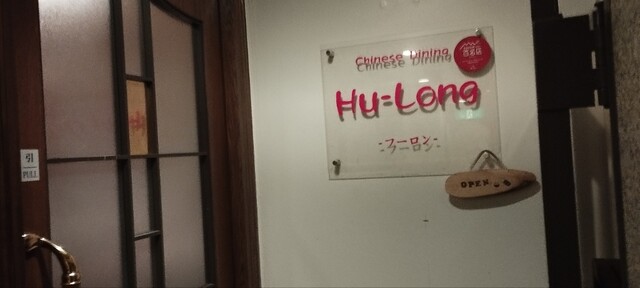 引
PULL
Chinese Dining
Hu-Long
-フーロン-
OPEN